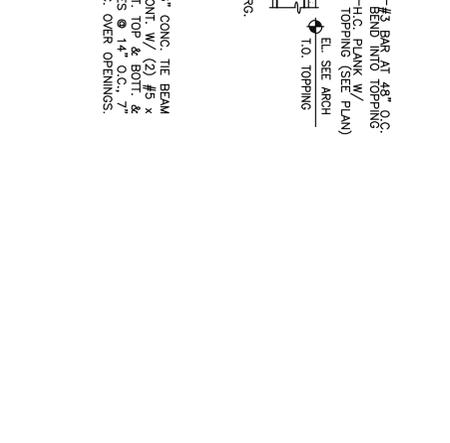 #3 BAR AT 48" O.C.
BEND INTO TOPPING
H.C. PLANK W/
TOPPING (SEE PLAN)
EL. SEE ARCH
T.O. TOPPING
RG.
" CONC. TIE BEAM
ONT. W/ (2) #5 x
T. TOP & BOTT. &
ES @ 14" O.C., 7"
. OVER OPENINGS.